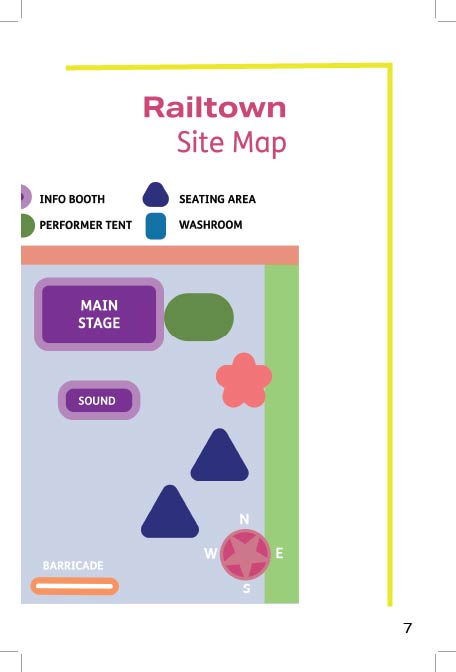 Railtown
Site Map
INFO BOOTH
SEATING AREA
PERFORMER TENT
WASHROOM
MAIN
STAGE
SOUND
N
W
E
S
BARRICADE
7